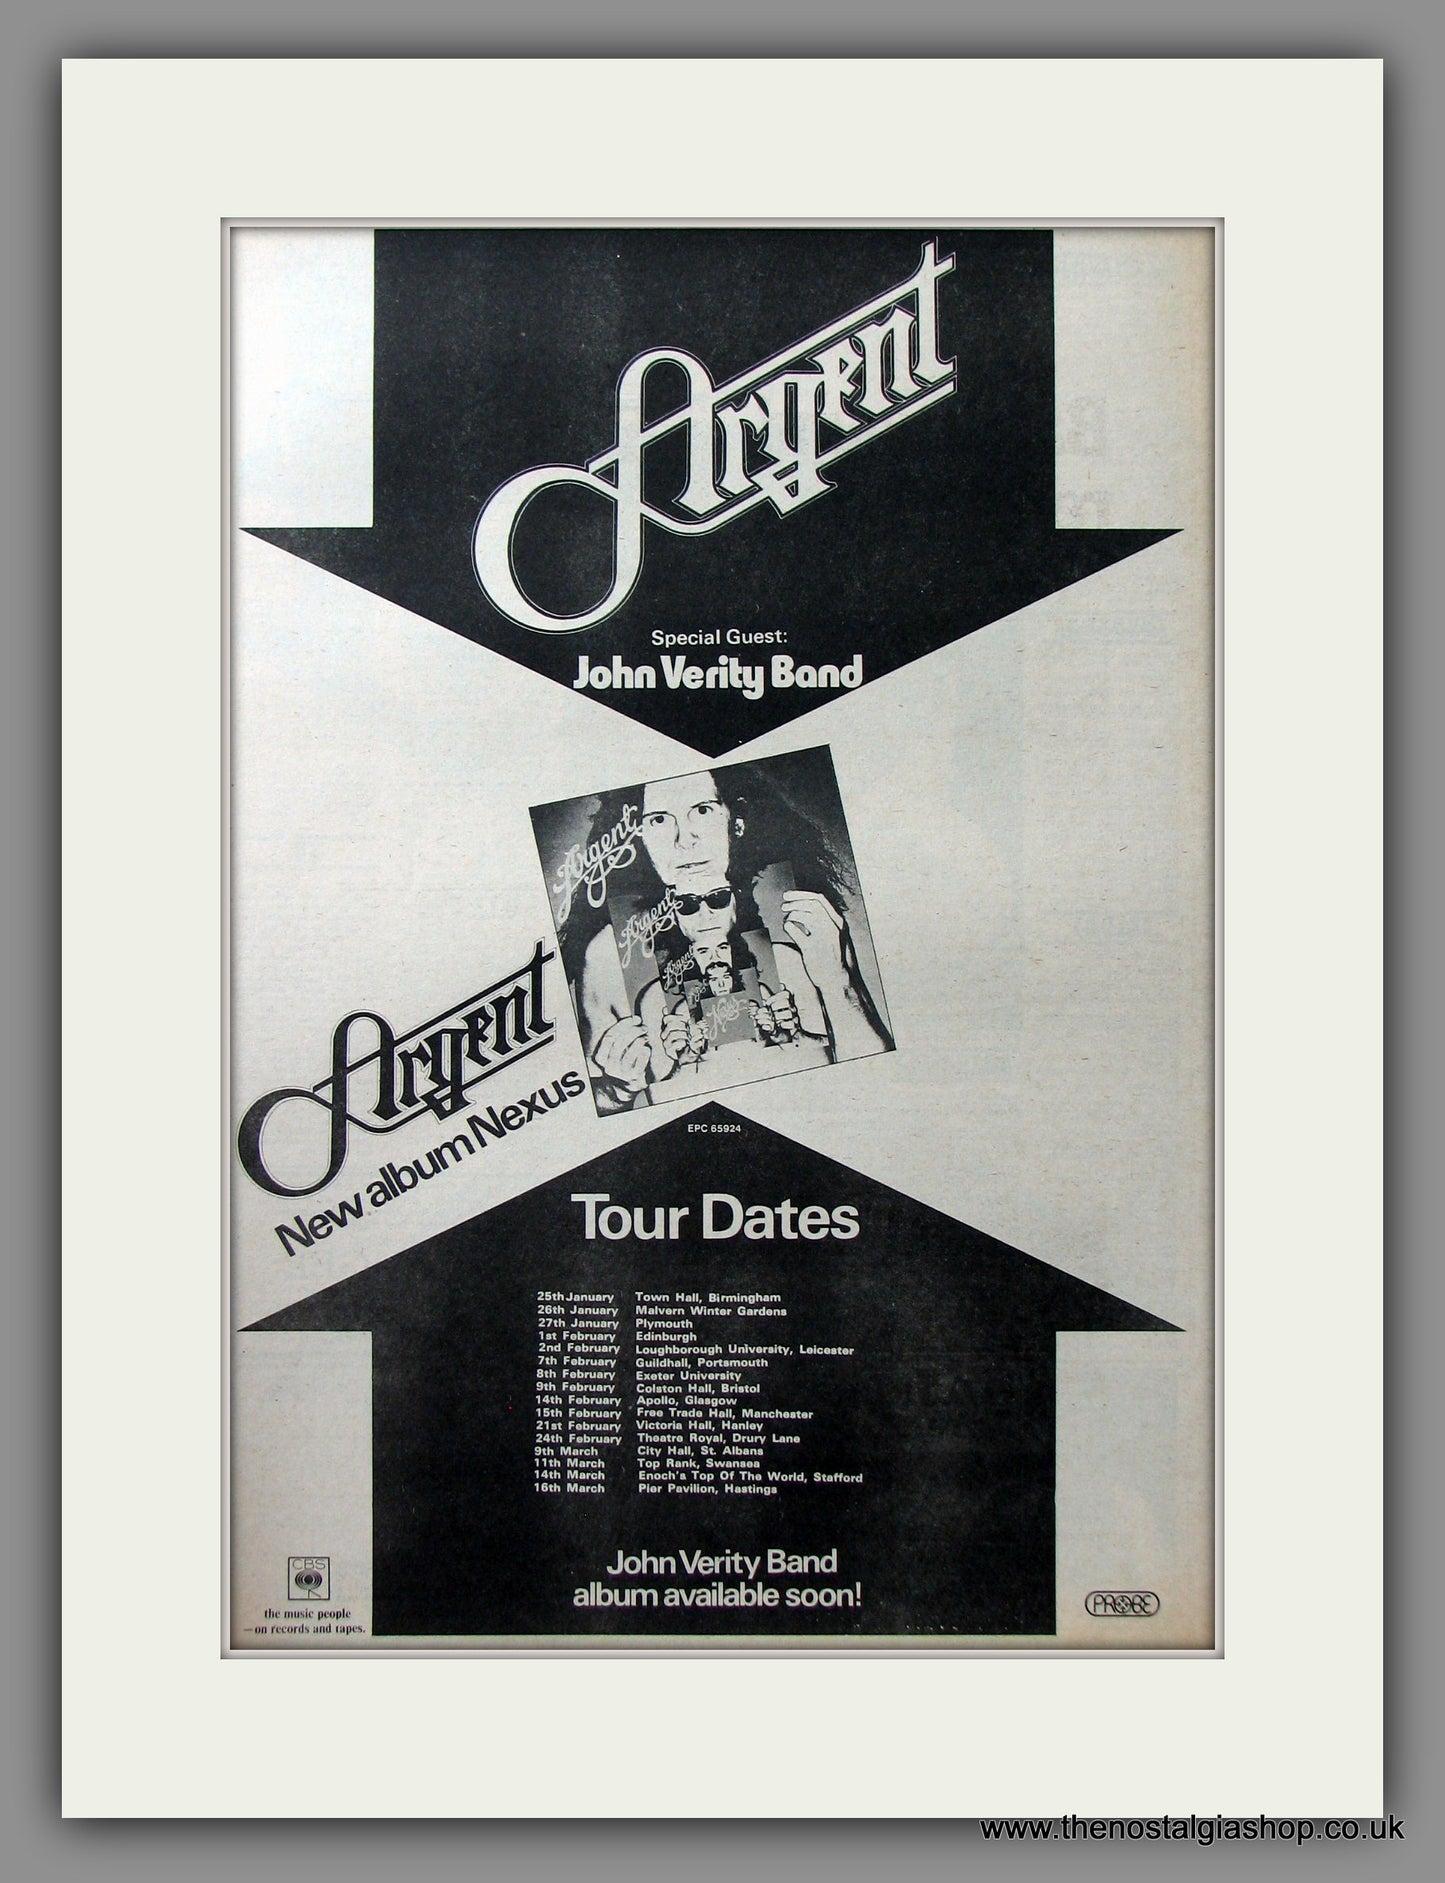 Argent
Special Guest:
John Verity Band
Argent
Argent
Argent
Nexus
Argent
New album Nexus
EPC 65924
Tour Dates
25th January Town Hall, Birmingham
26th January Malvern Winter Gardens
27th January Plymouth
1st February Edinburgh
2nd February Loughborough University, Leicester
7th February Guildhall, Portsmouth
8th February Exeter University
9th February Colston Hall, Bristol
14th February Apollo, Glasgow
15th February Free Trade Hall, Manchester
21st February Victoria Hall, Hanley
24th February Theatre Royal, Drury Lane
9th March City Hall, St. Albans
11th March Top Rank, Swansea
14th March Enoch's Top Of The World, Stafford
16th March Pier Pavilion, Hastings
John Verity Band
album available soon!
CBS
the music people
—on records and tapes.
PROBE
www.thenostalgiashop.co.uk